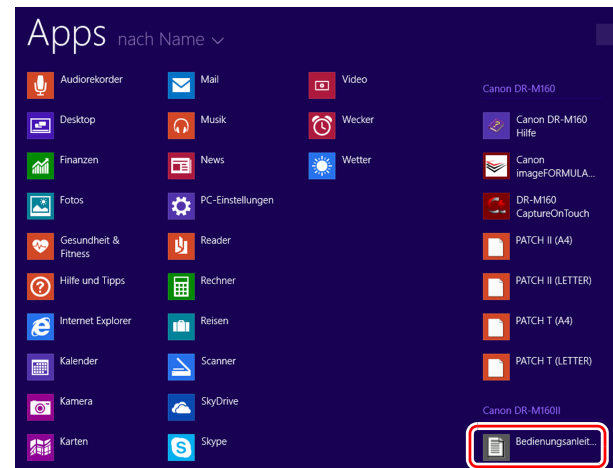 Apps nach Name
Audiorekorder
Desktop
Finanzen
Fotos
Gesundheit &
Fitness
Hilfe und Tipps
Internet Explorer
Kalender
Kamera
Karten
Mail
Musik
News
PC-Einstellungen
Reader
Rechner
Reisen
Scanner
SkyDrive
Skype
Video
Wecker
Wetter
Canon DR-M160
Canon DR-M160
Hilfe
Canon
imageFORMULA...
DR-M160
CaptureOnTouch
PATCH II (A4)
PATCH II (LETTER)
PATCH T (A4)
PATCH T (LETTER)
Canon DR-M160II
Bedienungsanleit...